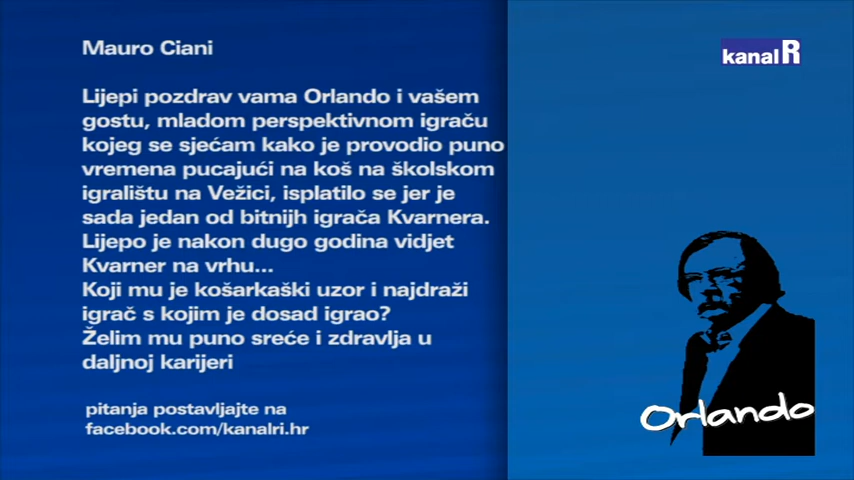 Mauro Ciani
Lijepi pozdrav vama Orlando i vašem
gostu, mladom perspektivnom igraču
kojeg se sjećam kako je provodio puno
vremena pucajući na koš na školskom
igralištu na Vežici, isplatilo se jer je
sada jedan od bitnijh igrača Kvarnera.
Lijepo je nakon dugo godina vidjet
Kvarner na vrhu...
Koji mu je košarkaški uzor i najdraži
igrač s kojim je dosad igrao?
Želim mu puno sreće i zdravlja u
daljnoj karijeri
pitanja postavljajte na
facebook.com/kanalri.hr
kanal R
Orlando